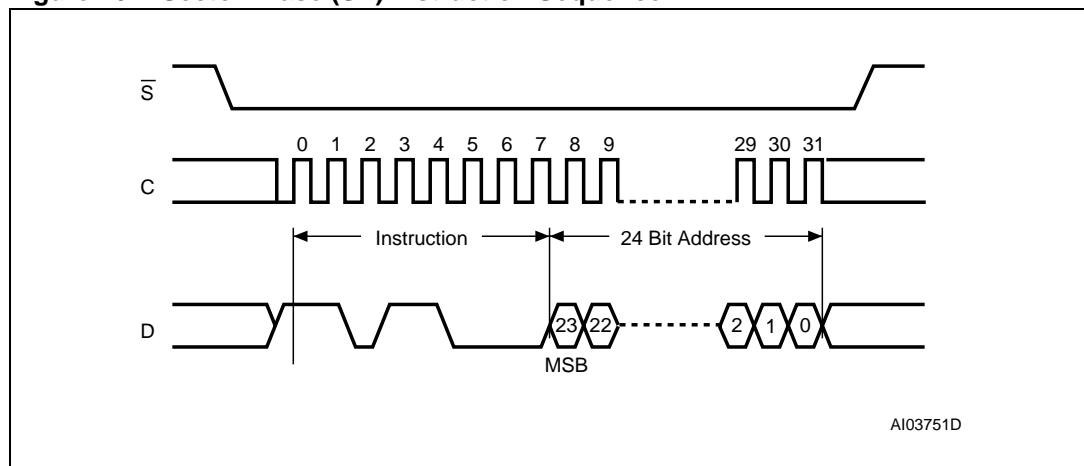 S̅
0 1 2 3 4 5 6 7 8 9 29 30 31
C
Instruction 24 Bit Address
D
23 22 2 1 0
MSB
AI03751D